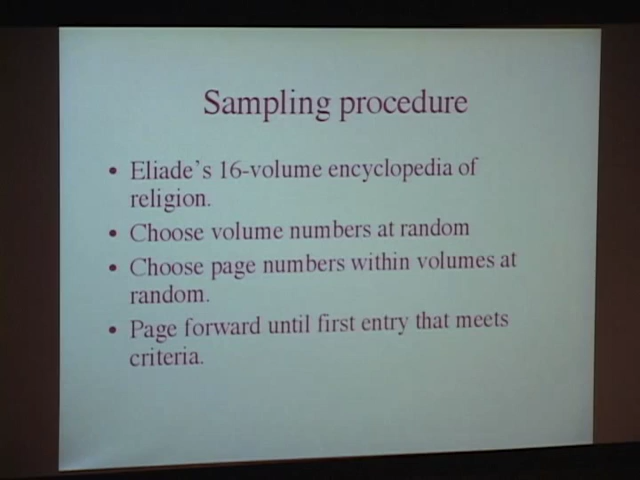 Sampling procedure
• Eliade's 16-volume encyclopedia of
religion.
• Choose volume numbers at random
• Choose page numbers within volumes at
random.
• Page forward until first entry that meets
criteria.